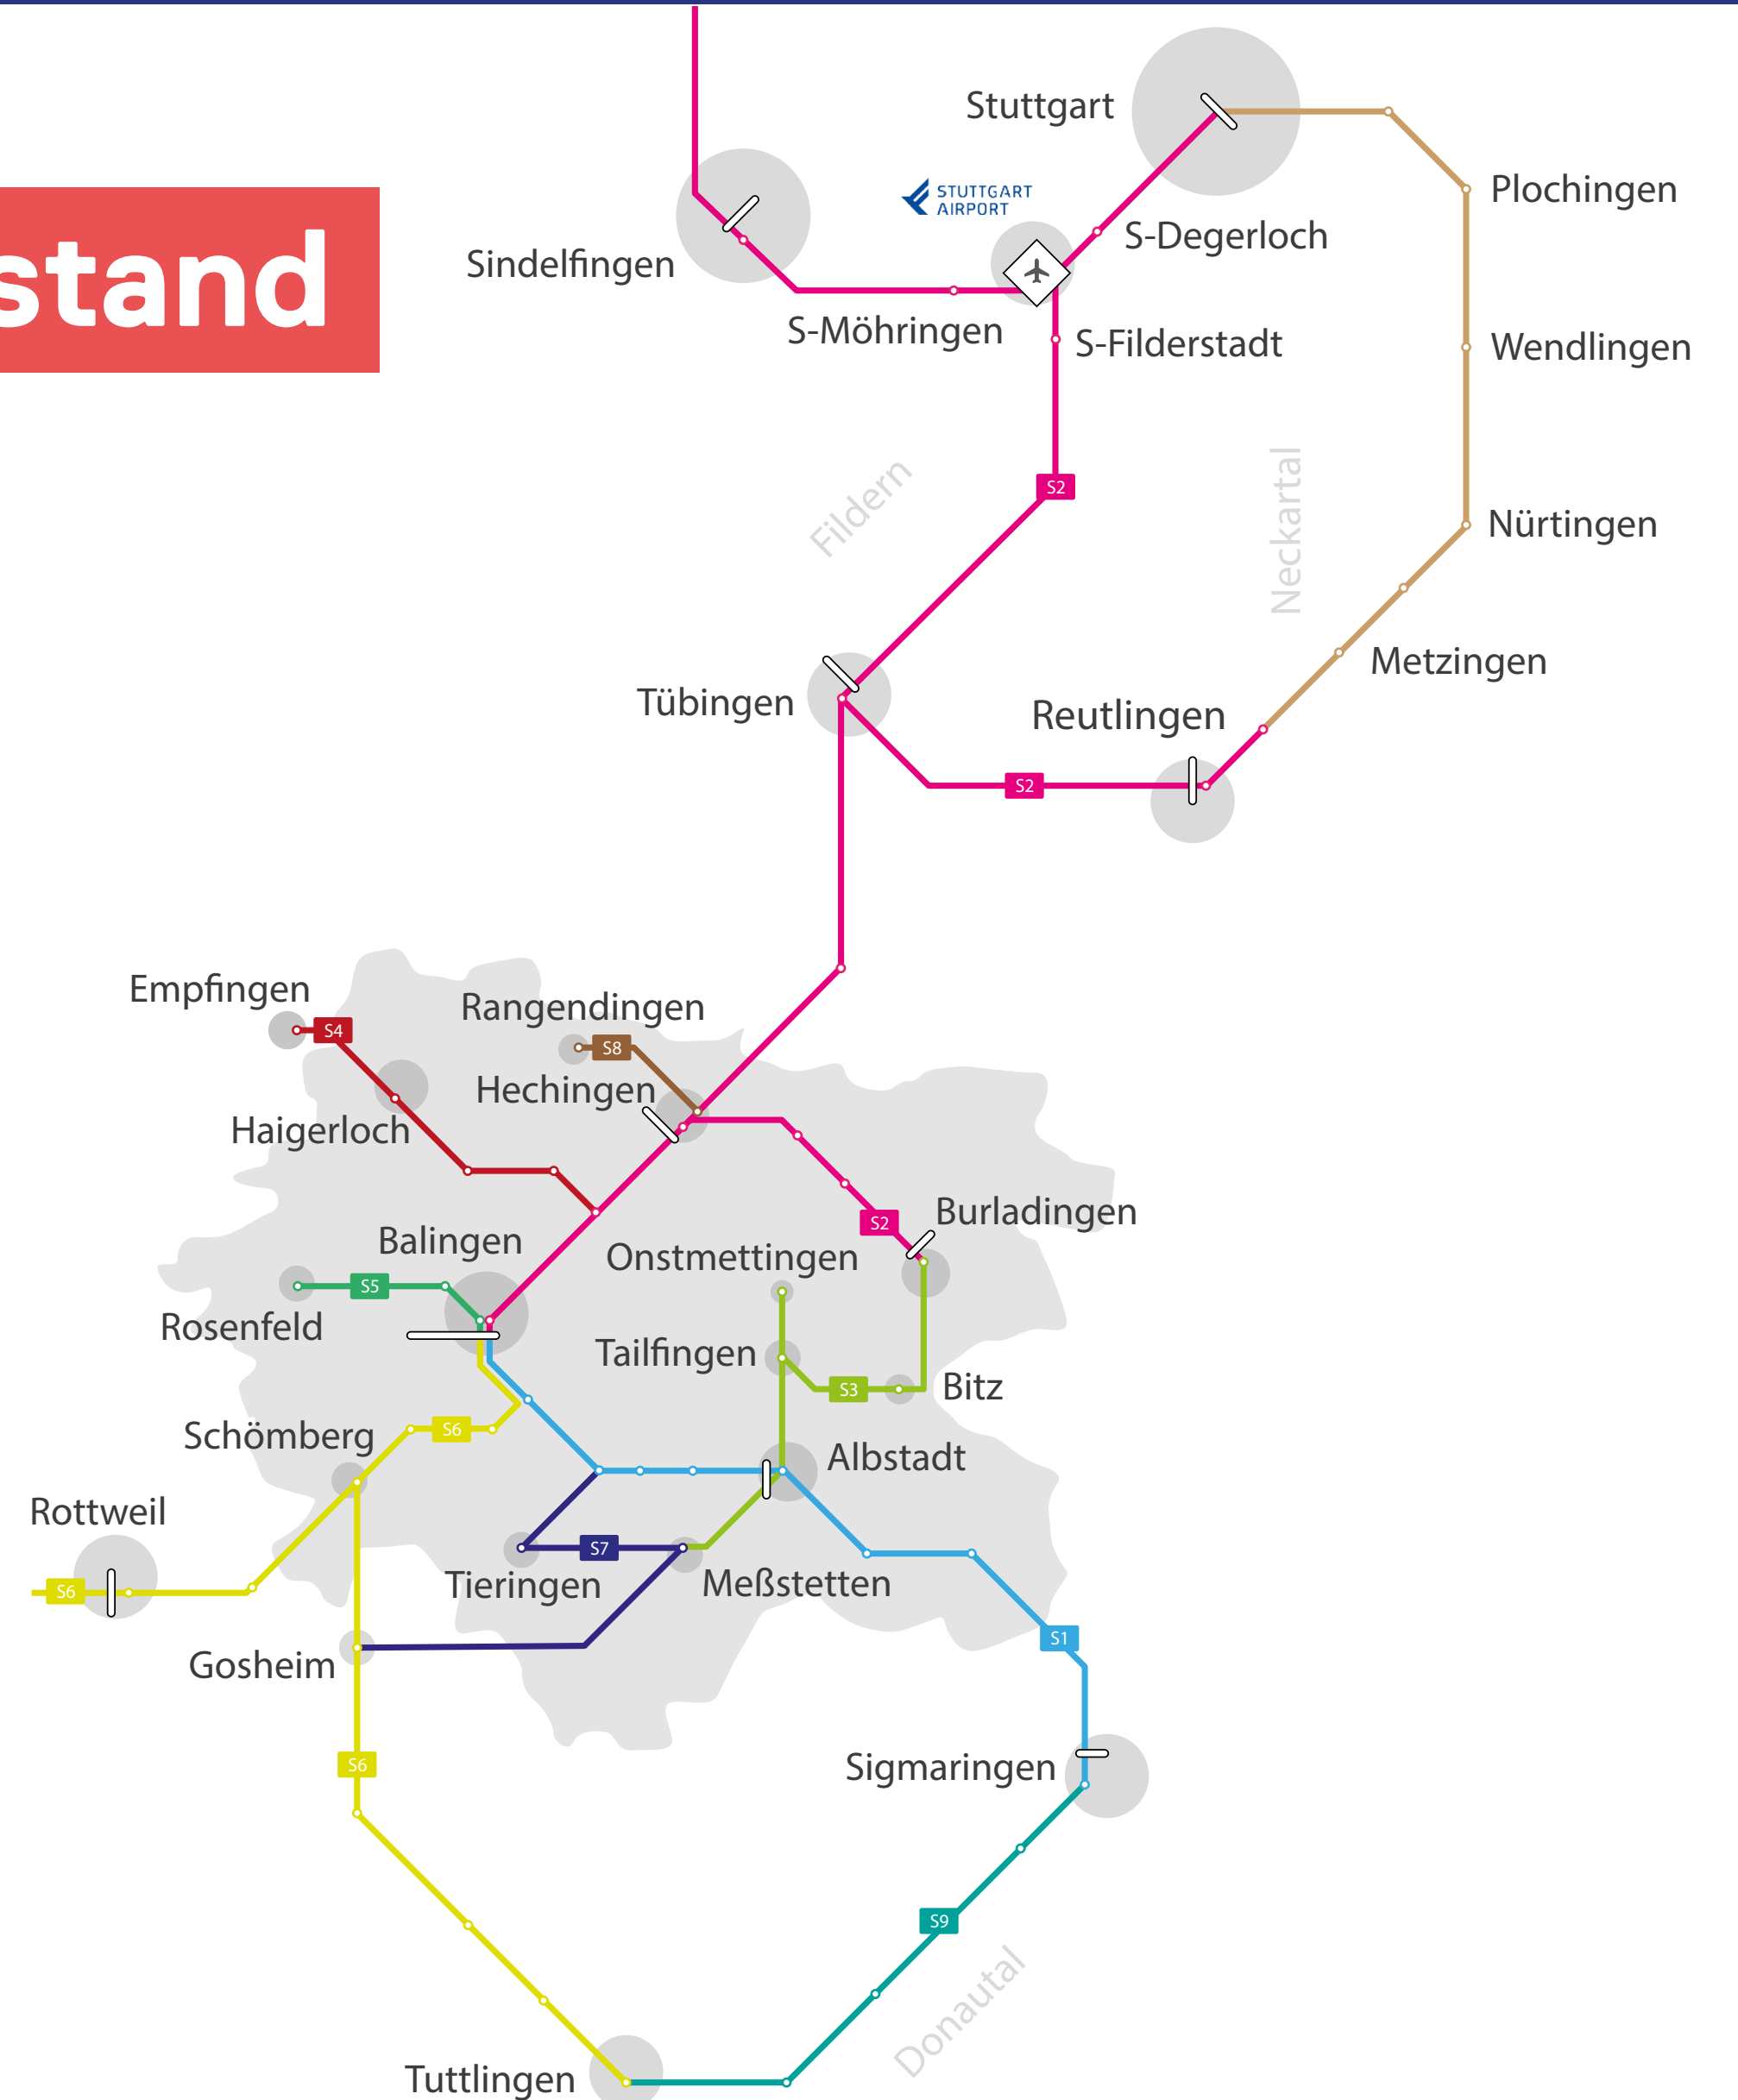 Stuttgart
STUTTGART
AIRPORT
Plochingen
S-Degerloch
Sindelfingen
stand
S-Möhringen
S-Filderstadt
Wendlingen
S2
Fildern
Neckartal
Nürtingen
Metzingen
Tübingen
Reutlingen
S2
Empfingen
S4
Rangendingen
S8
Hechingen
Haigerloch
Burladingen
S2
Balingen
Onstmettingen
S5
Rosenfeld
Tailfingen
S3
Bitz
Schömberg
S6
Albstadt
Rottweil
S7
Tieringen
Meßstetten
S6
S1
Gosheim
S6
Sigmaringen
S9
Donautal
Tuttlingen